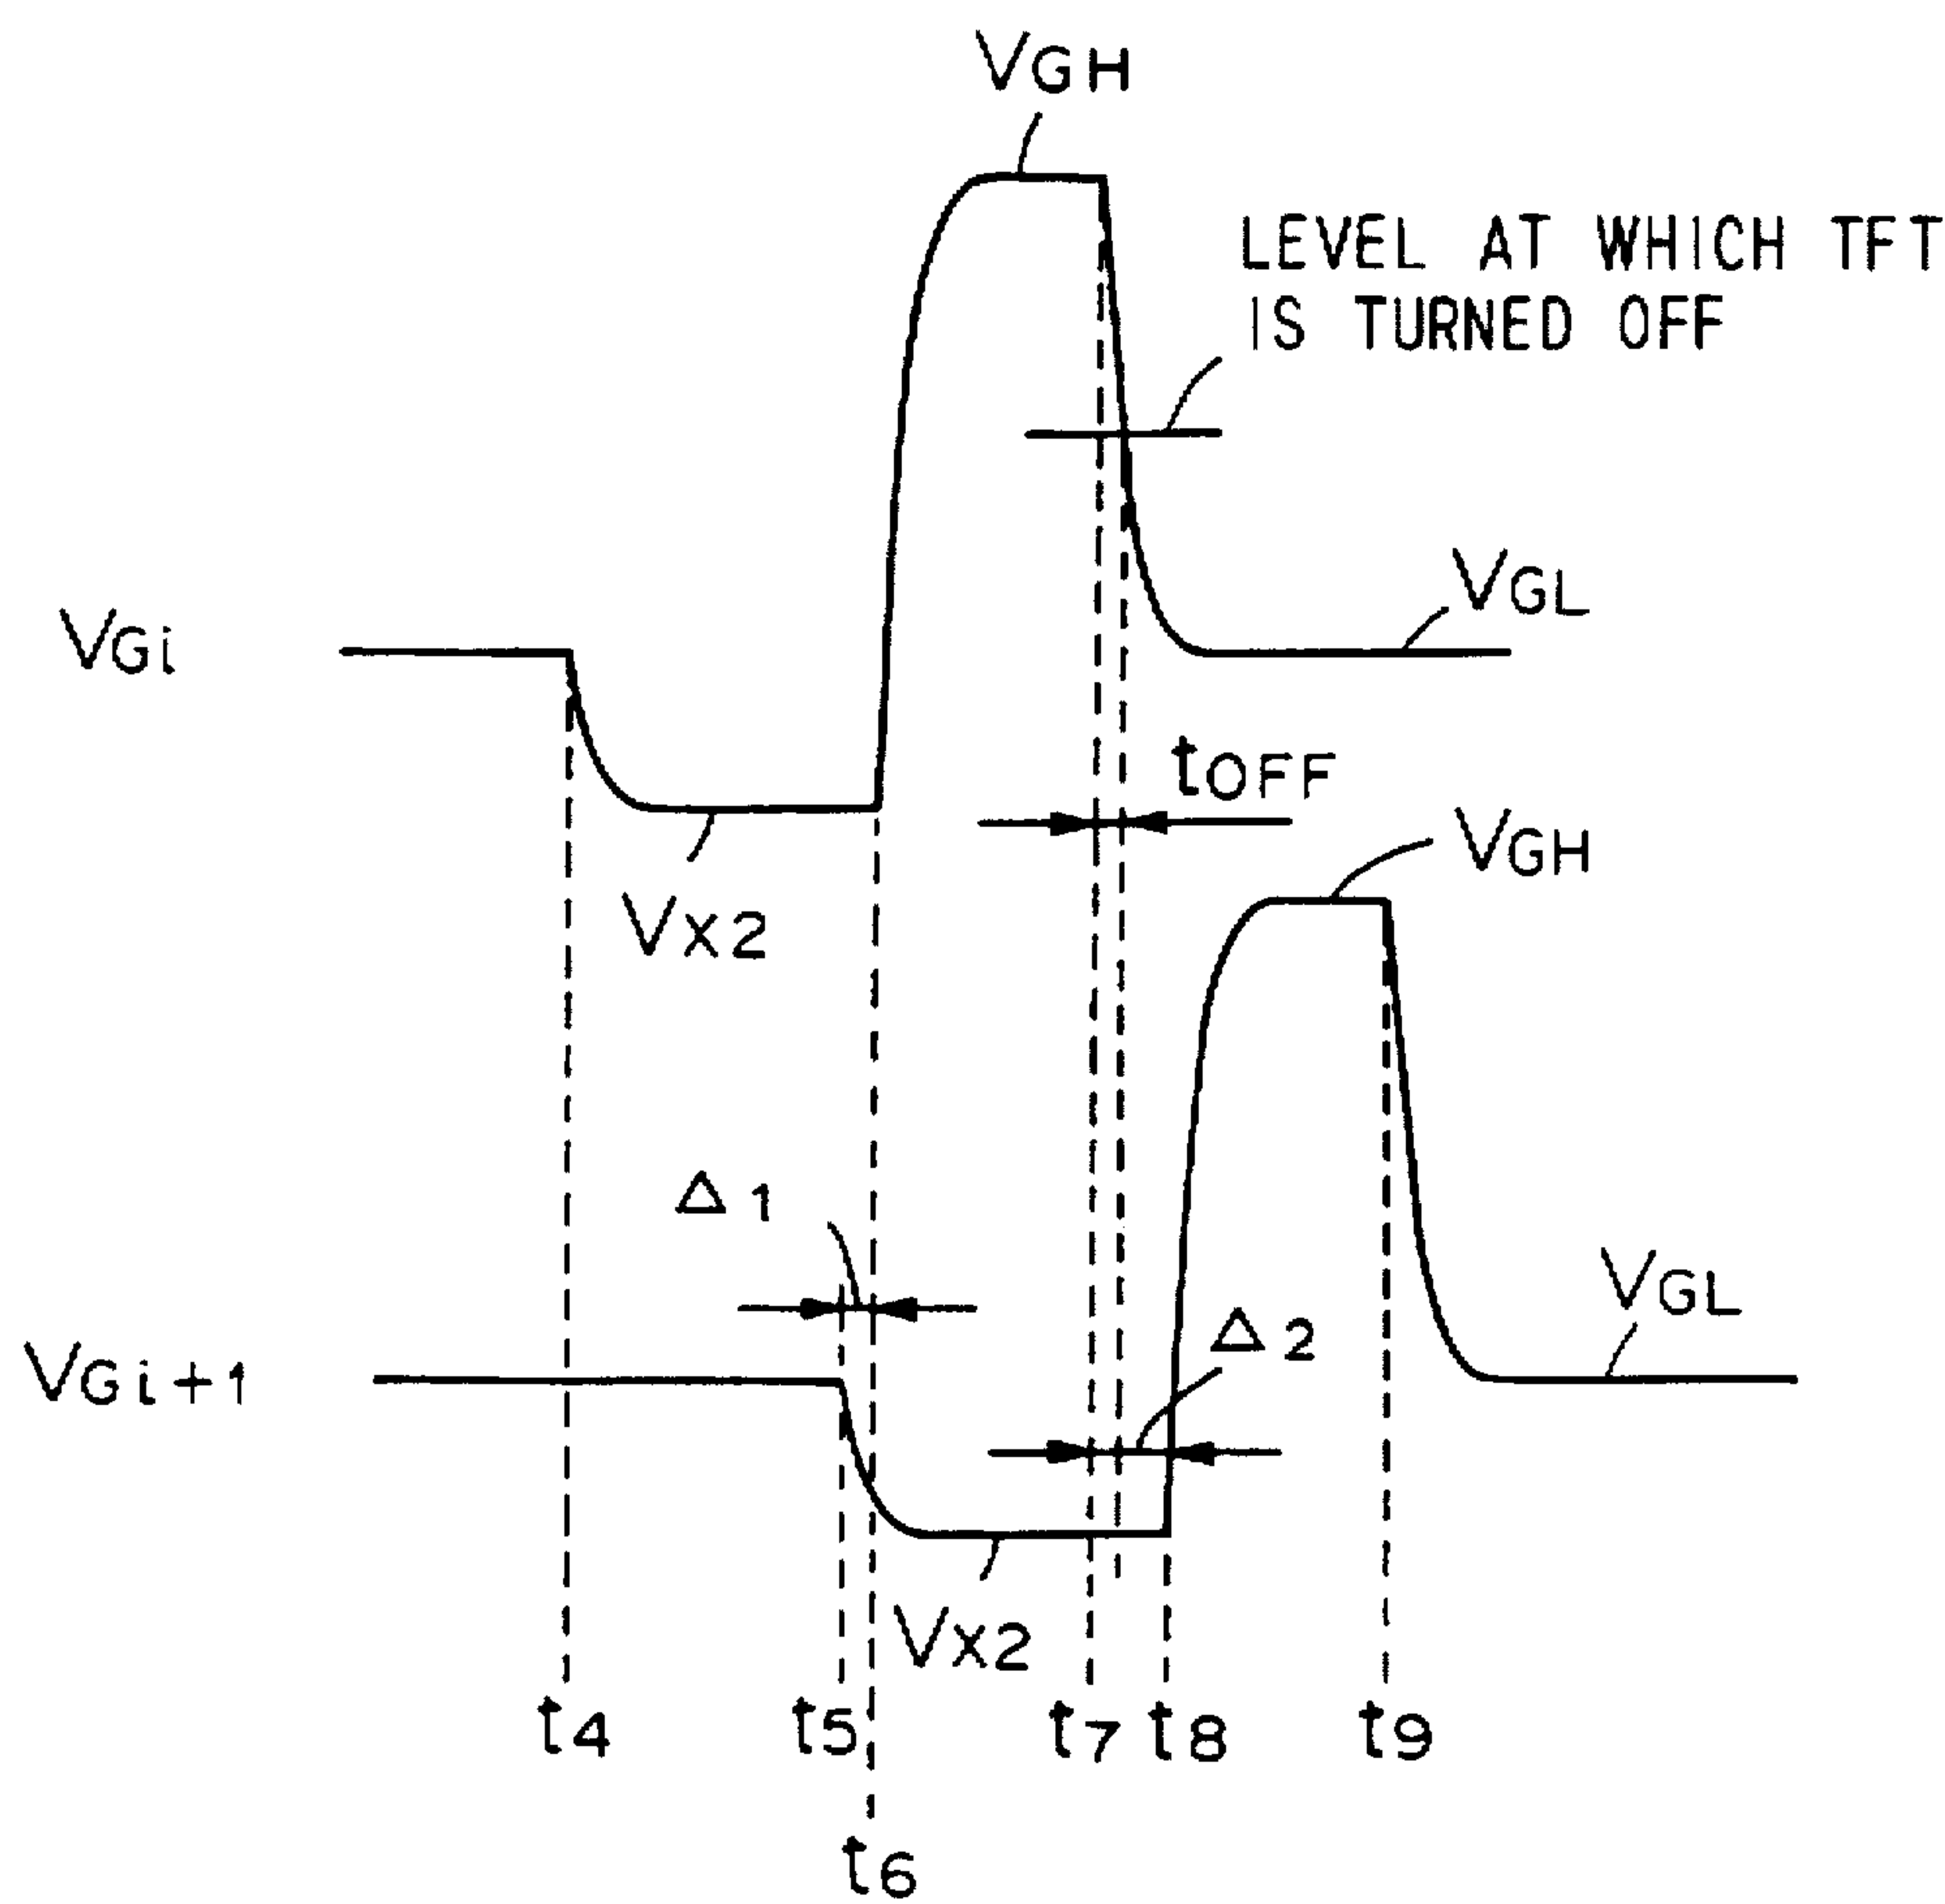 VGH
LEVEL AT WHICH TFT
IS TURNED OFF
VGL
VGi
tOFF
VGH
VX2
Δ1
VGL
Δ2
VGi+1
VX2
t4 t5 t7 t8 t9
t6